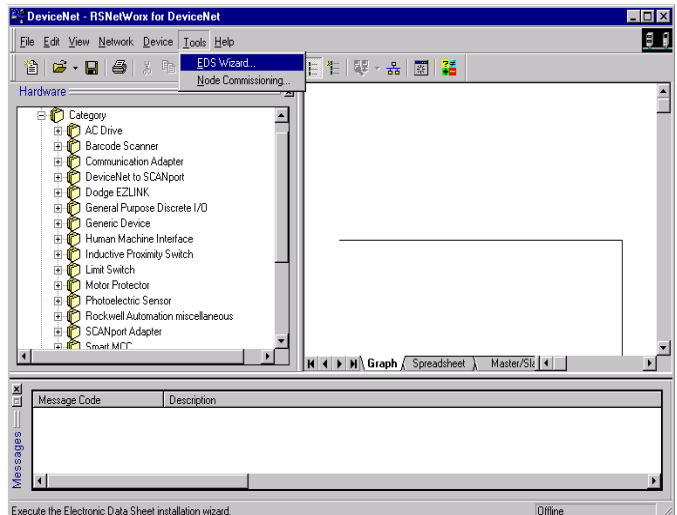 DeviceNet - RSNetWorx for DeviceNet
File Edit View Network Device Tools Help
EDS Wizard...
Node Commissioning...
Hardware
Category
AC Drive
Barcode Scanner
Communication Adapter
DeviceNet to SCANport
Dodge EZLINK
General Purpose Discrete I/O
Generic Device
Human Machine Interface
Inductive Proximity Switch
Limit Switch
Motor Protector
Photoelectric Sensor
Rockwell Automation miscellaneous
SCANport Adapter
Smart MCC
Graph Spreadsheet Master/Sla
Messages
Message Code Description
Execute the Electronic Data Sheet installation wizard. Offline